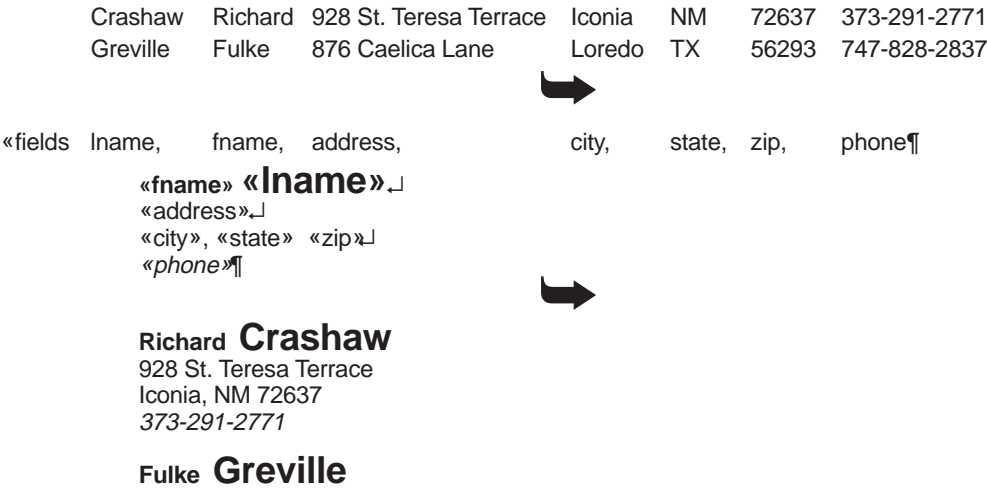 Crashaw Richard 928 St. Teresa Terrace Iconia NM 72637 373-291-2771
Greville Fulke 876 Caelica Lane Loredo TX 56293 747-828-2837
«fields lname, fname, address, city, state, zip, phone¶
«fname» «lname»↵
«address»↵
«city», «state» «zip»↵
«phone»¶
Richard Crashaw
928 St. Teresa Terrace
Iconia, NM 72637
373-291-2771
Fulke Greville